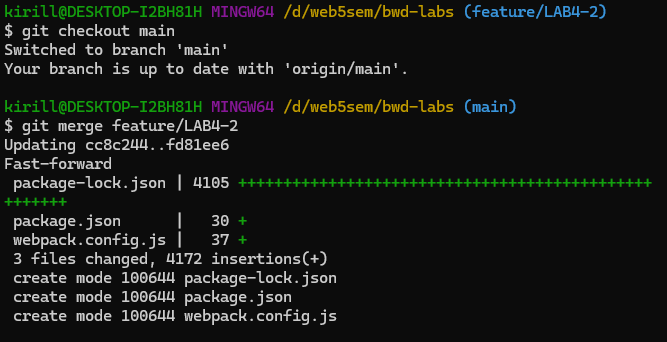 kirill@DESKTOP-I2BH81H MINGW64 /d/web5sem/bwd-labs (feature/LAB4-2)
$ git checkout main
Switched to branch 'main'
Your branch is up to date with 'origin/main'.
kirill@DESKTOP-I2BH81H MINGW64 /d/web5sem/bwd-labs (main)
$ git merge feature/LAB4-2
Updating cc8c244..fd81ee6
Fast-forward
 package-lock.json | 4105 ++++++++++++++++++++++++++++++++++++++++++++++
+++++++
 package.json      |   30 +
 webpack.config.js |   37 +
 3 files changed, 4172 insertions(+)
 create mode 100644 package-lock.json
 create mode 100644 package.json
 create mode 100644 webpack.config.js